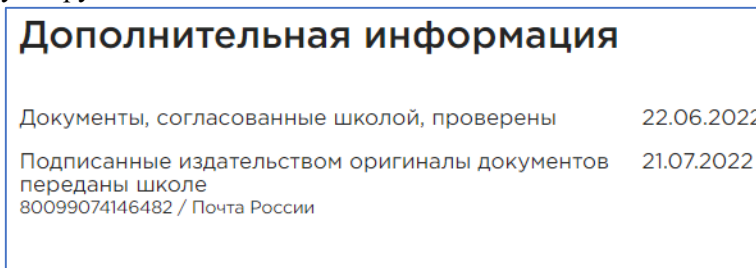 Дополнительная информация
Документы, согласованные школой, проверены 22.06.2022
Подписанные издательством оригиналы документов 21.07.2022
переданы школе
80099074146482 / Почта России